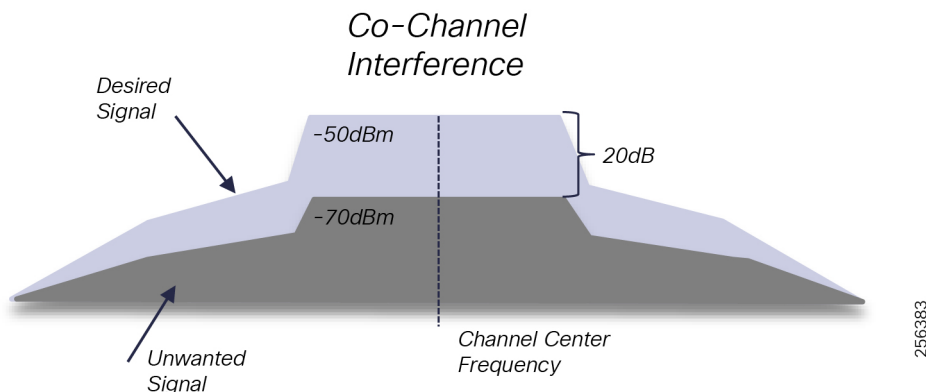 Co-Channel
Interference
Desired
Signal
-50dBm
20dB
-70dBm
Unwanted
Signal
Channel Center
Frequency
256383